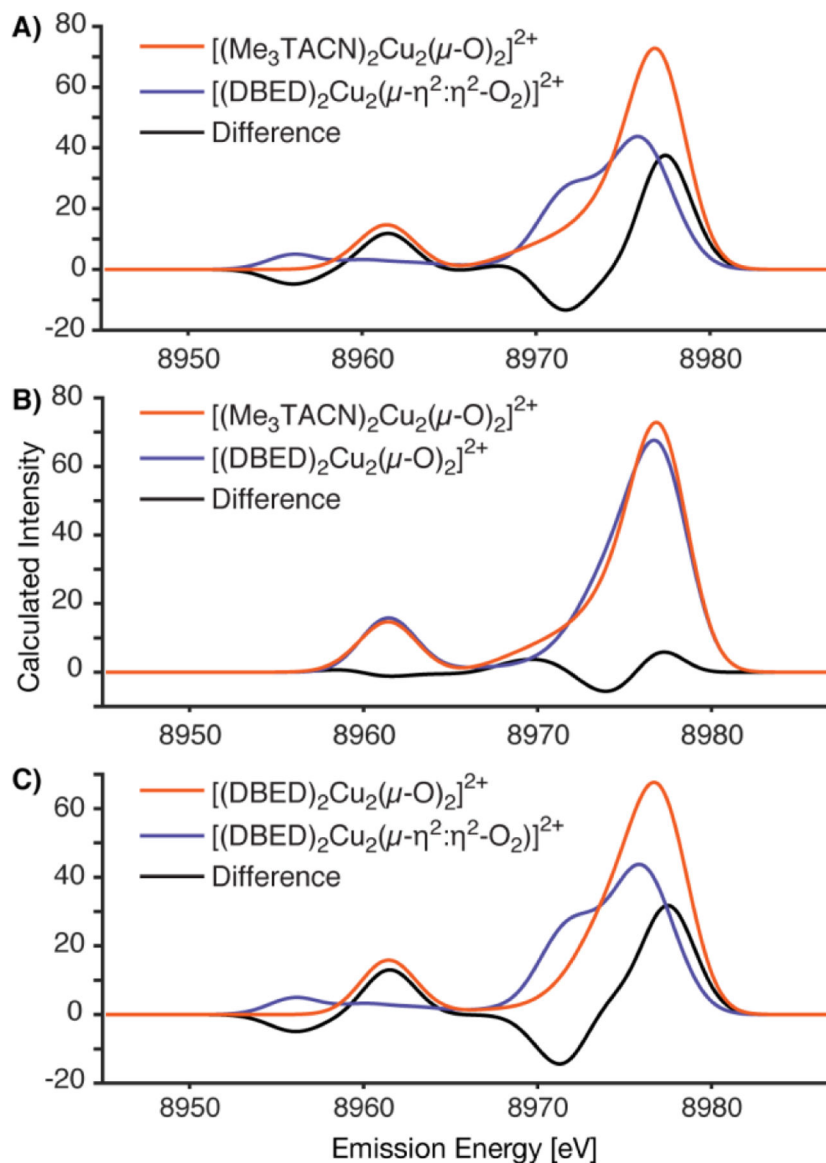 A)
80
60
40
20
0
-20
[(Me₃TACN)₂Cu₂(µ-O)₂]²⁺
[(DBED)₂Cu₂(µ-η²:η²-O₂)]²⁺
Difference
8950 8960 8970 8980
B)
80
60
40
20
0
[(Me₃TACN)₂Cu₂(µ-O)₂]²⁺
[(DBED)₂Cu₂(µ-O)₂]²⁺
Difference
Calculated Intensity
8950 8960 8970 8980
C)
60
40
20
0
-20
[(DBED)₂Cu₂(µ-O)₂]²⁺
[(DBED)₂Cu₂(µ-η²:η²-O₂)]²⁺
Difference
8950 8960 8970 8980
Emission Energy [eV]